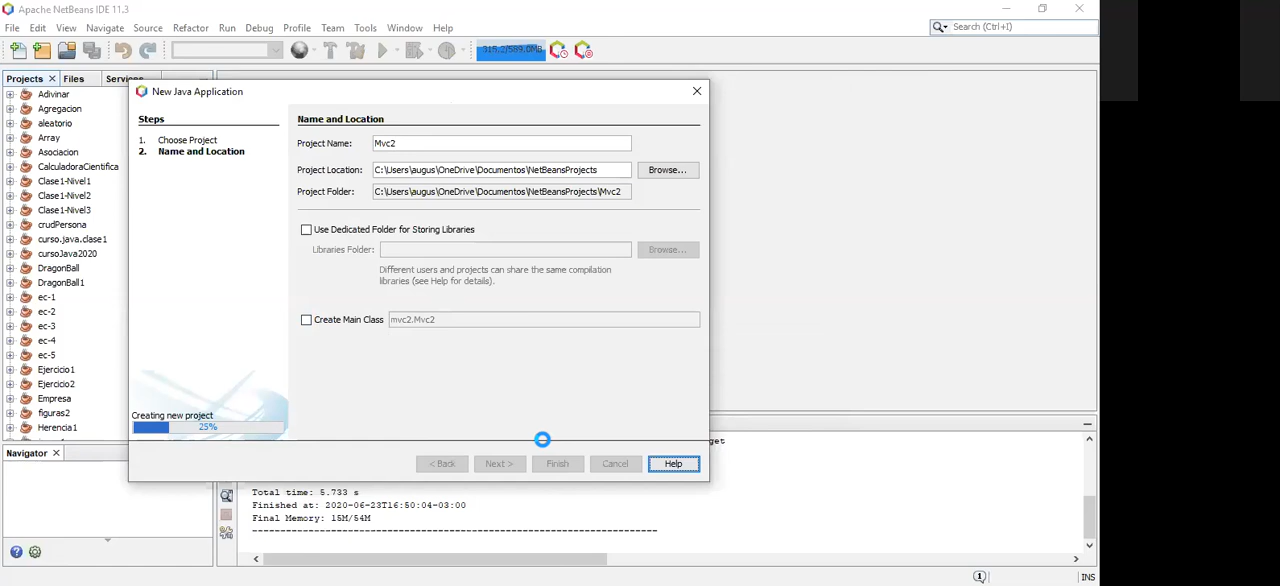 Apache NetBeans IDE 11.3
File Edit View Navigate Source Refactor Run Debug Profile Team Tools Window Help
Search (Ctrl+I)
315,2/589,0MB
Projects Files Services
Adivinar
Agregacion
aleatorio
Array
Asociacion
CalculadoraCientifica
Clase1-Nivel1
Clase1-Nivel2
Clase1-Nivel3
crudPersona
curso.java.clase1
cursoJava2020
DragonBall
DragonBall1
ec-1
ec-2
ec-3
ec-4
ec-5
Ejercicio1
Ejercicio2
Empresa
figuras2
Herencia1
Navigator
New Java Application
Steps
1. Choose Project
2. Name and Location
Creating new project
25%
Name and Location
Project Name: Mvc2
Project Location: C:\Users\augus\OneDrive\Documentos\NetBeansProjects Browse...
Project Folder: C:\Users\augus\OneDrive\Documentos\NetBeansProjects\Mvc2
Use Dedicated Folder for Storing Libraries
Libraries Folder: Browse...
Different users and projects can share the same compilation
libraries (see Help for details).
Create Main Class mvc2.Mvc2
< Back Next > Finish Cancel Help
get
Total time: 5.733 s
Finished at: 2020-06-23T16:50:04-03:00
Final Memory: 15M/54M
------------------------------------------------------------------------
1 INS